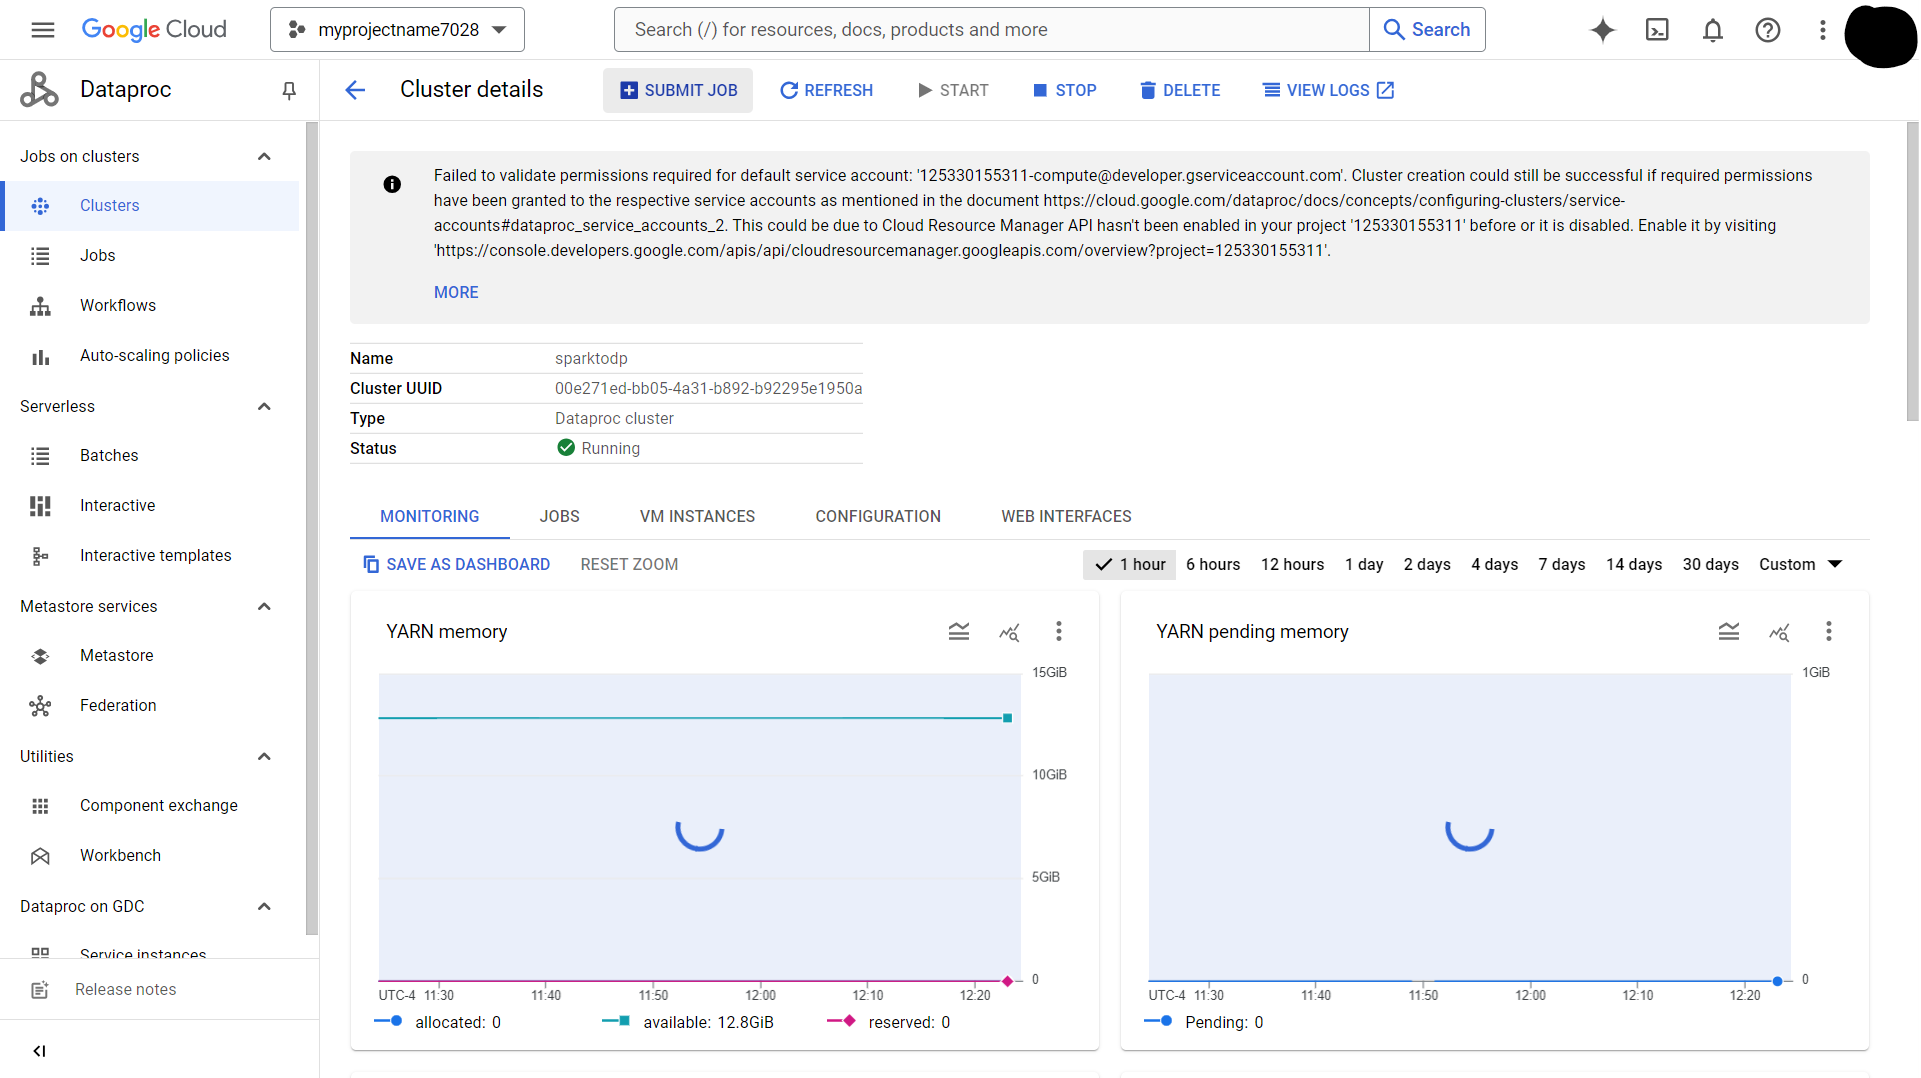 Google Cloud
myprojectname7028
Search (/) for resources, docs, products and more
Search
Dataproc
Cluster details
SUBMIT JOB
REFRESH
START
STOP
DELETE
VIEW LOGS
Jobs on clusters
Clusters
Jobs
Workflows
Auto-scaling policies
Serverless
Batches
Interactive
Interactive templates
Metastore services
Metastore
Federation
Utilities
Component exchange
Workbench
Dataproc on GDC
Service instances
Release notes
Failed to validate permissions required for default service account: '125330155311-compute@developer.gserviceaccount.com'. Cluster creation could still be successful if required permissions
have been granted to the respective service accounts as mentioned in the document https://cloud.google.com/dataproc/docs/concepts/configuring-clusters/service-
accounts#dataproc_service_accounts_2. This could be due to Cloud Resource Manager API hasn't been enabled in your project '125330155311' before or it is disabled. Enable it by visiting
'https://console.developers.google.com/apis/api/cloudresourcemanager.googleapis.com/overview?project=125330155311'.
MORE
Name sparktodp
Cluster UUID 00e271ed-bb05-4a31-b892-b92295e1950a
Type Dataproc cluster
Status Running
MONITORING JOBS VM INSTANCES CONFIGURATION WEB INTERFACES
SAVE AS DASHBOARD RESET ZOOM
1 hour 6 hours 12 hours 1 day 2 days 4 days 7 days 14 days 30 days Custom
YARN memory
15GiB
10GiB
5GiB
0
UTC-4 11:30 11:40 11:50 12:00 12:10 12:20
allocated: 0 available: 12.8GiB reserved: 0
YARN pending memory
1GiB
0
UTC-4 11:30 11:40 11:50 12:00 12:10 12:20
Pending: 0